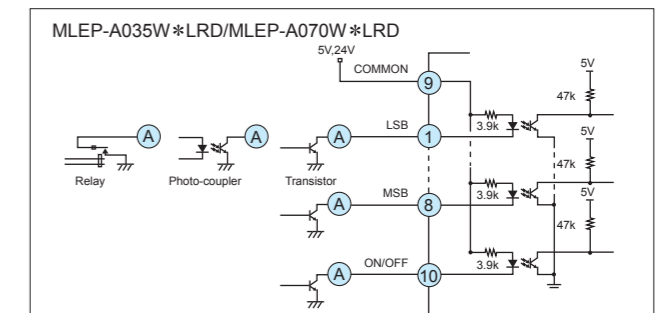 MLEP-A035W*LRD/MLEP-A070W*LRD
5V,24V
COMMON
9
5V
47k
A
A
A
LSB
1
3.9k
5V
Relay
Photo-coupler
Transistor
47k
A
MSB
8
3.9k
5V
47k
A
ON/OFF
10
3.9k